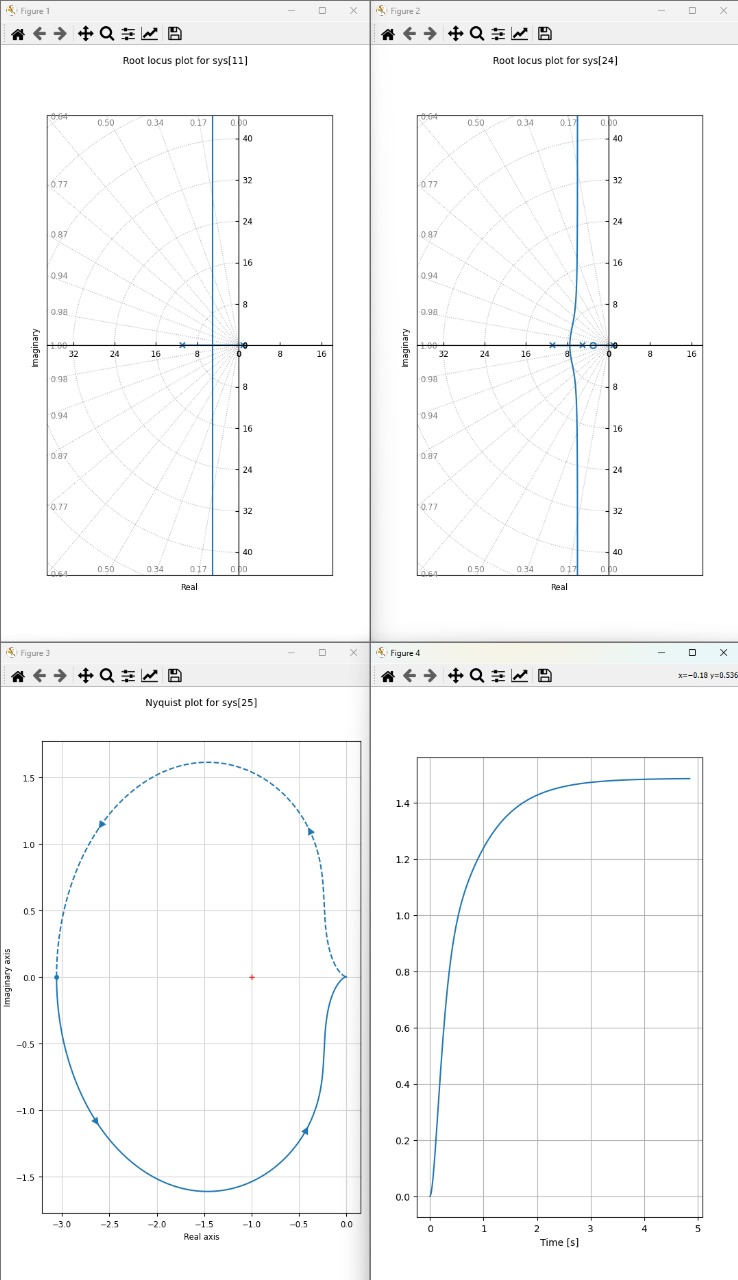 Figure 1
Root locus plot for sys[11]
0.64 0.50 0.34 0.17 0.00
40
0.77
32
0.87
24
0.94
16
0.98
8
1.00
0
32 24 16 8 0 8 16
0.98
8
0.94
16
0.87
24
0.77
32
40
0.64 0.50 0.34 0.17 0.00
Imaginary
Real
Figure 2
Root locus plot for sys[24]
0.64 0.50 0.34 0.17 0.00
40
0.77
32
0.87
24
0.94
16
0.98
8
1.00
0
32 24 16 8 0 8 16
0.98
8
0.94
16
0.87
24
0.77
32
40
0.64 0.50 0.34 0.17 0.00
Imaginary
Real
Figure 3
Nyquist plot for sys[25]
1.5
1.0
0.5
0.0
−0.5
−1.0
−1.5
Imaginary axis
−3.0 −2.5 −2.0 −1.5 −1.0 −0.5 0.0
Real axis
Figure 4
x=−0.18 y=0.536
1.4
1.2
1.0
0.8
0.6
0.4
0.2
0.0
0 1 2 3 4 5
Time [s]